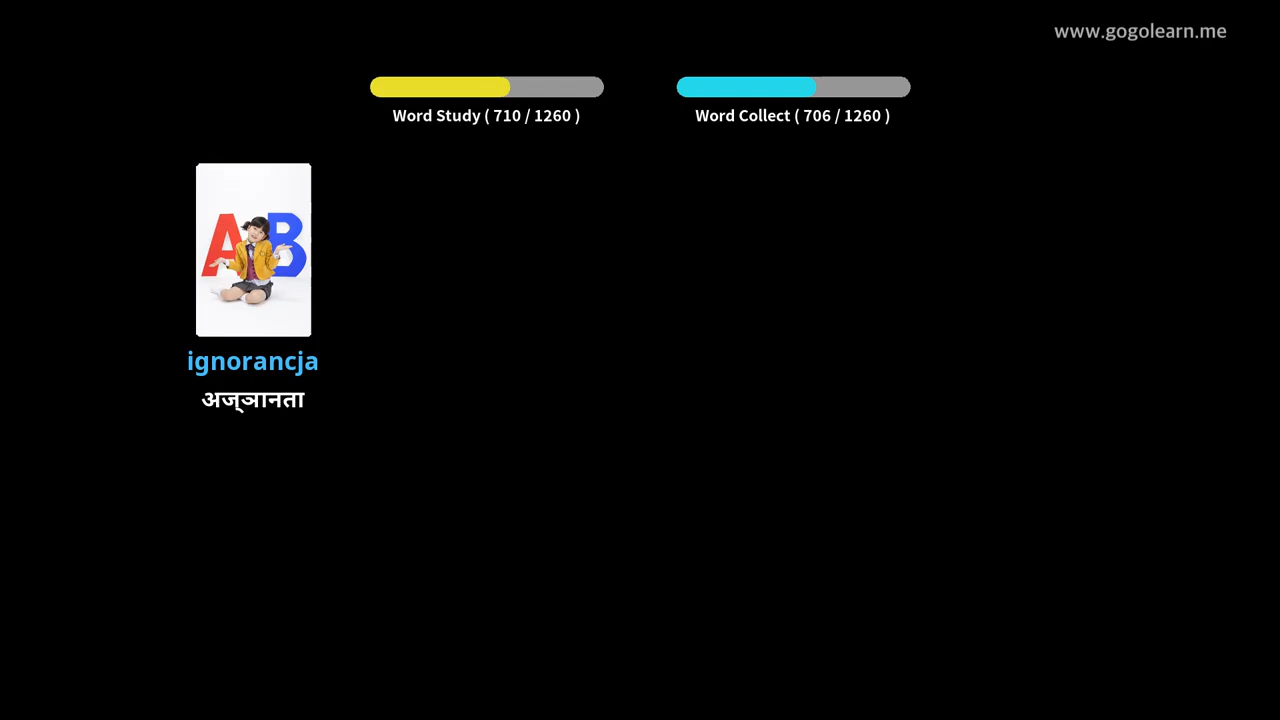 www.gogolearn.me
Word Study ( 710 / 1260 )
Word Collect ( 706 / 1260 )
A B
ignorancja
अज्ञानता